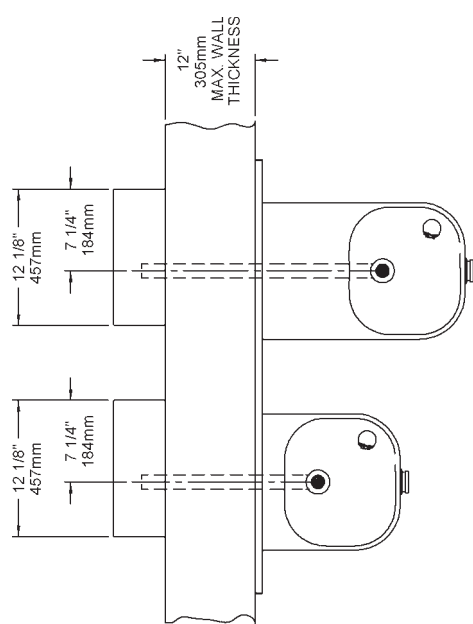 12"
305mm
MAX. WALL
THICKNESS
12 1/8"
457mm
7 1/4"
184mm
12 1/8"
457mm
7 1/4"
184mm